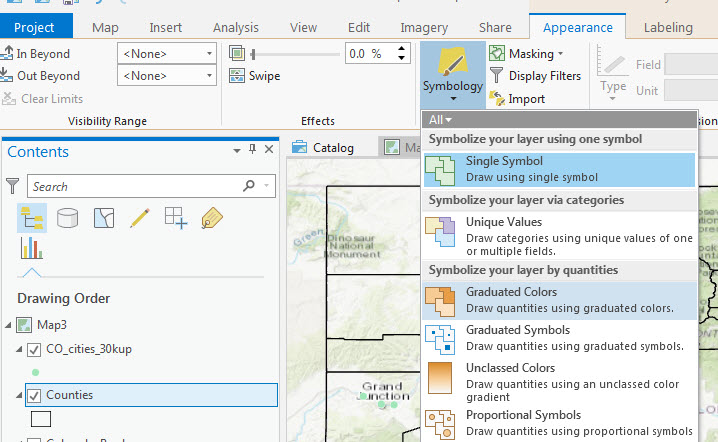 Project Map Insert Analysis View Edit Imagery Share Appearance Labeling
In Beyond <None> 0.0 % Masking Field
Out Beyond <None> Swipe Symbology Display Filters Type Unit
Clear Limits Import
Visibility Range Effects
All
Symbolize your layer using one symbol
Contents
Catalog
Single Symbol
Draw using single symbol
Search
Symbolize your layer via categories
Unique Values
Draw categories using unique values of one
or multiple fields.
Symbolize your layer by quantities
Graduated Colors
Draw quantities using graduated colors.
Graduated Symbols
Draw quantities using graduated symbols.
Unclassed Colors
Draw quantities using an unclassed color
gradient
Proportional Symbols
Draw quantities using proportional symbols
Drawing Order
Map3
CO_cities_30kup
Counties
Green
Dinosaur
National
Monument
Grand
Junction